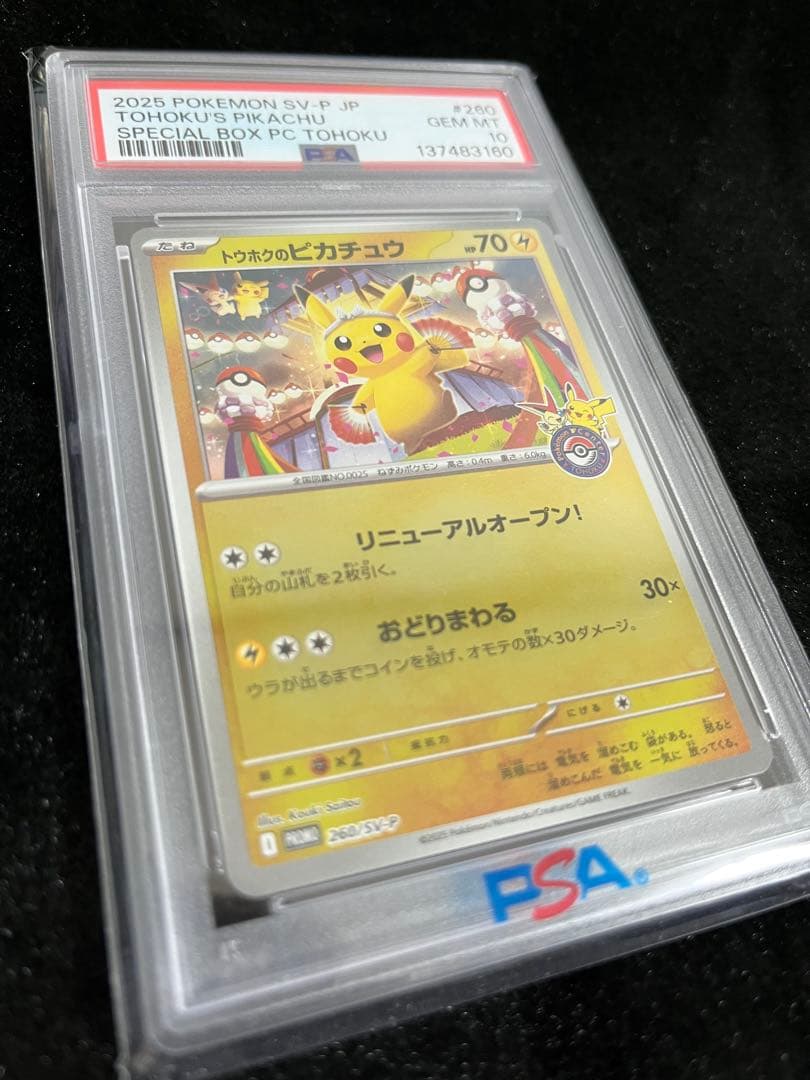 2025 POKEMON SV-P JP #260
TOHOKU'S PIKACHU GEM MT
SPECIAL BOX PC TOHOKU 10
PSA 137483160
たね トウホクのピカチュウ HP70
Pokémon Center TOHOKU
全国図鑑NO.0025 ねずみポケモン 高さ:0.4m 重さ:6.0kg
リニューアルオープン!
自分の山札を2枚引く。
おどりまわる 30×
ウラが出るまでコインを投げ、オモテの数×30ダメージ。
弱点 ×2 抵抗力 にげる
両頬には 電気を 溜めこむ 袋がある。 怒ると
溜めこんだ 電気を 一気に 放ってくる。
Illus. Kouki Saitou
I PROMO 260/SV-P
©2025 Pokémon/Nintendo/Creatures/GAME FREAK.
PSA®